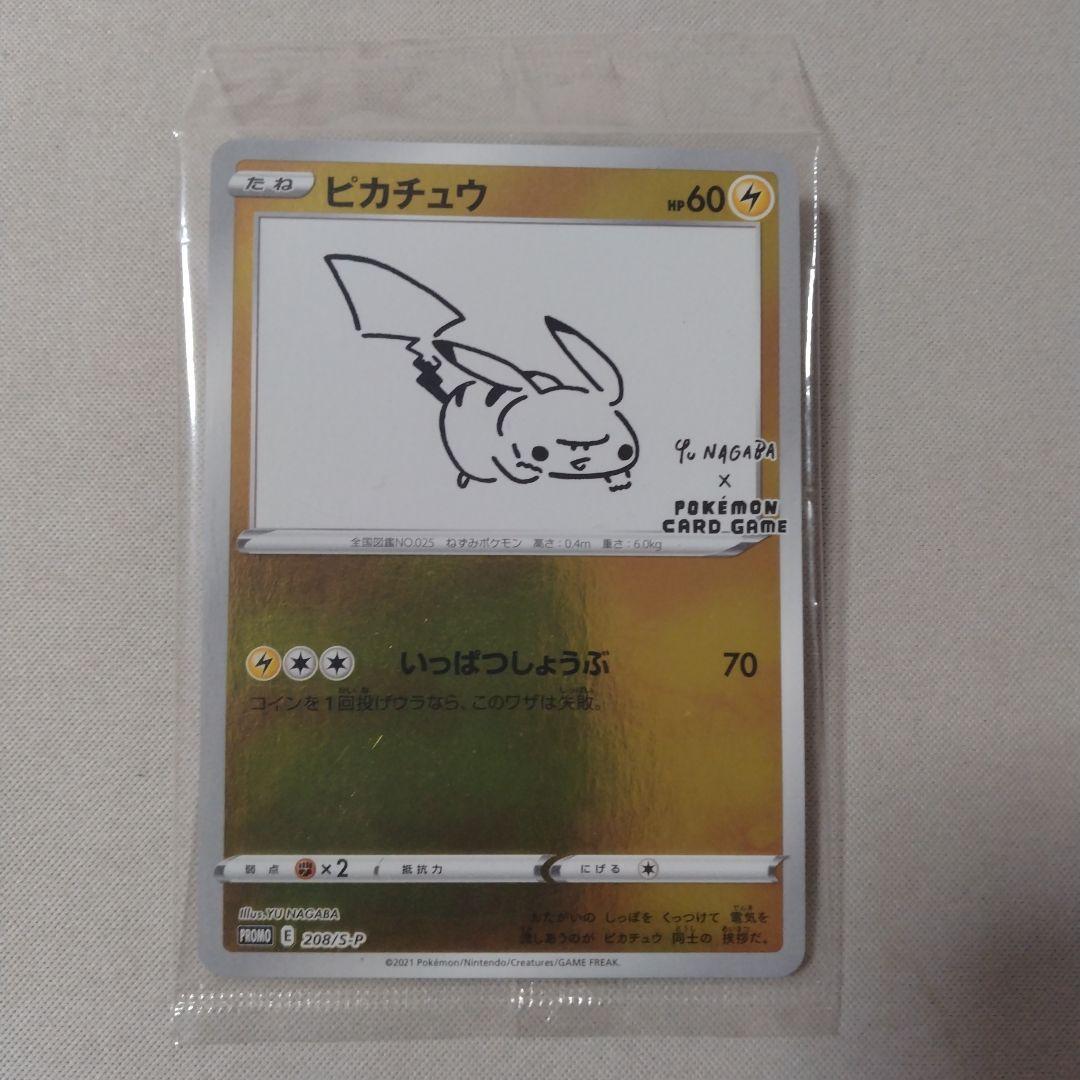 たね ピカチュウ HP60
Yu NAGABA
×
POKÉMON
CARD GAME
全国図鑑NO.025 ねずみポケモン 高さ：0.4m 重さ：6.0kg
いっぱつしょうぶ 70
コインを1回投げウラなら、このワザは失敗。
弱点 ×2 抵抗力 にげる
Illus. YU NAGABA
PROMO E 208/S-P
おたがいの しっぽを くっつけて 電気を
流しあうのが ピカチュウ 同士の 挨拶だ。
©2021 Pokémon/Nintendo/Creatures/GAME FREAK.